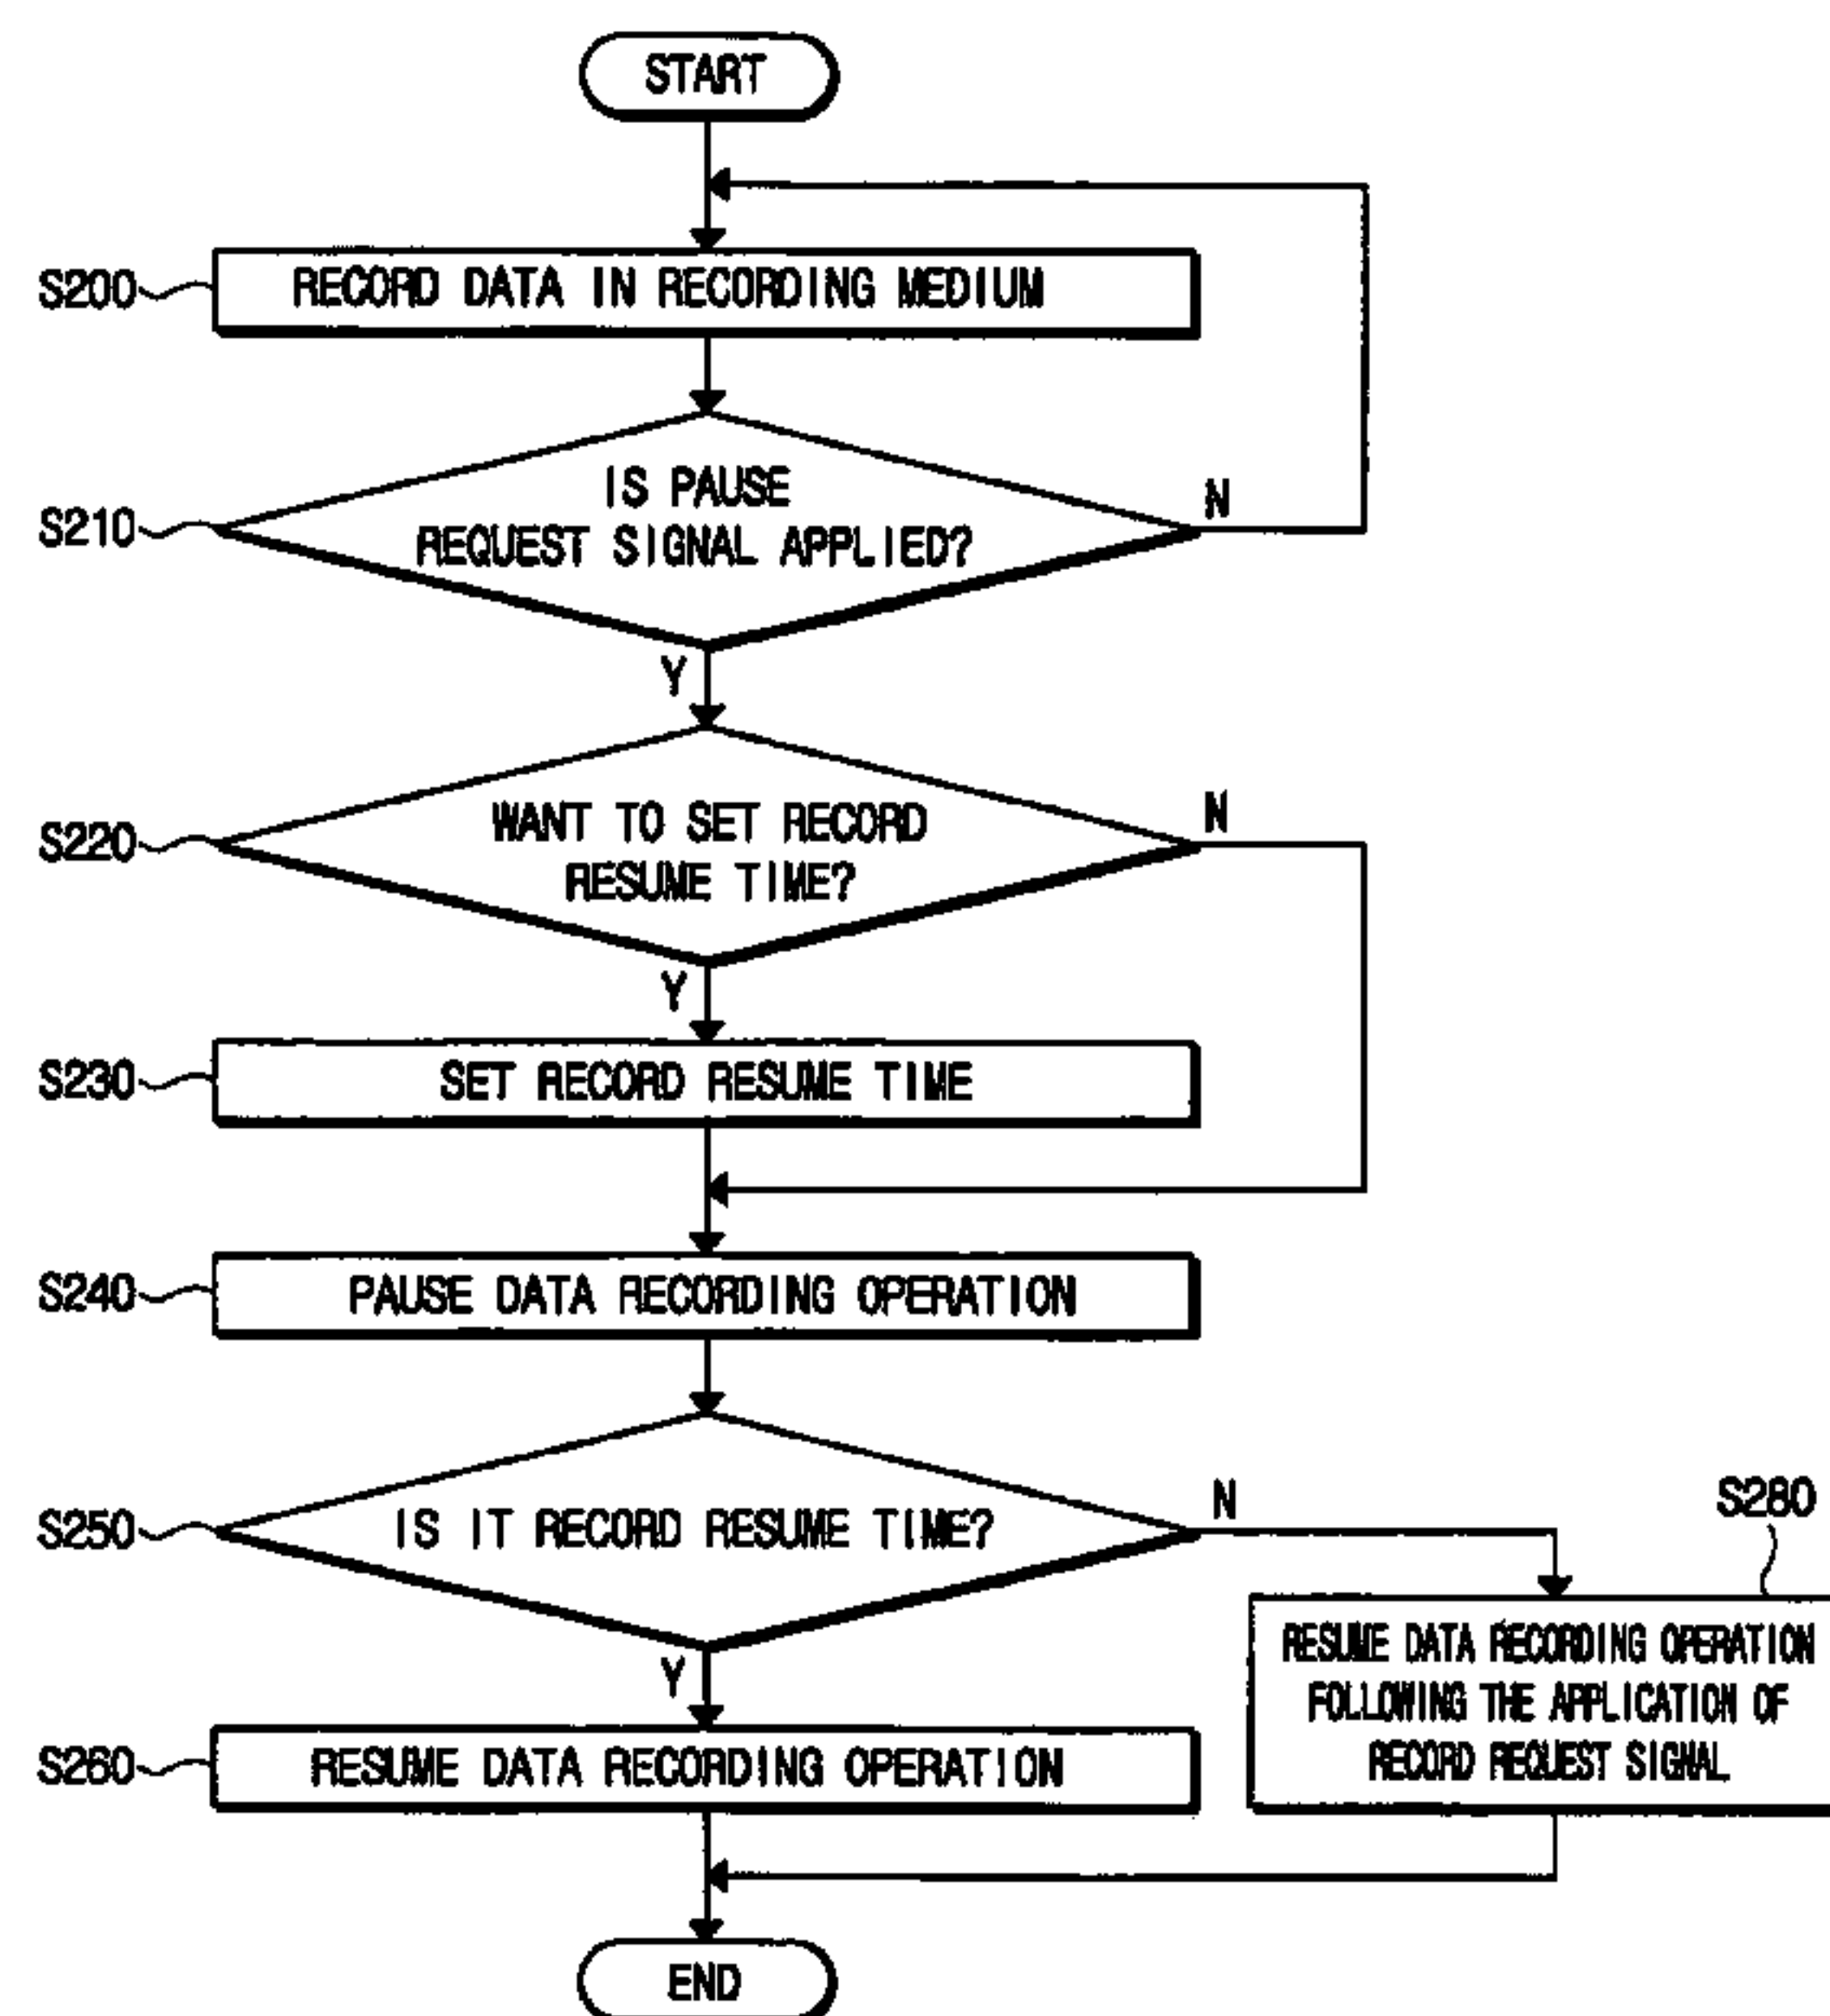 START
S200
RECORD DATA IN RECORDING MEDIUM
S210
IS PAUSE
REQUEST SIGNAL APPLIED?
N
Y
S220
WANT TO SET RECORD
RESUME TIME?
N
Y
S230
SET RECORD RESUME TIME
S240
PAUSE DATA RECORDING OPERATION
S250
IS IT RECORD RESUME TIME?
N
Y
S280
RESUME DATA RECORDING OPERATION
FOLLOWING THE APPLICATION OF
RECORD REQUEST SIGNAL
S260
RESUME DATA RECORDING OPERATION
END